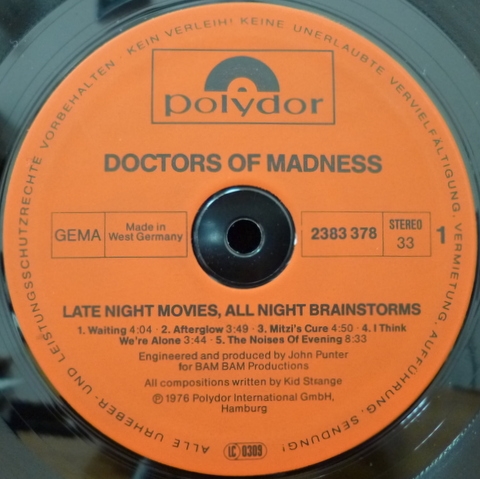 ALLE URHEBER- UND LEISTUNGSSCHUTZRECHTE VORBEHALTEN · KEIN VERLEIH! KEINE UNERLAUBTE VERVIELFÄLTIGUNG, VERMIETUNG, AUFFÜHRUNG, SENDUNG!
polydor
DOCTORS OF MADNESS
GEMA
Made in
West Germany
2383 378
STEREO
33
1
LATE NIGHT MOVIES, ALL NIGHT BRAINSTORMS
1. Waiting 4:04 · 2. Afterglow 3:49 · 3. Mitzi's Cure 4:50 · 4. I Think
We're Alone 3:44 · 5. The Noises Of Evening 8:33
Engineered and produced by John Punter
for BAM BAM Productions
All compositions written by Kid Strange
Ⓟ 1976 Polydor International GmbH,
Hamburg
LC 0309